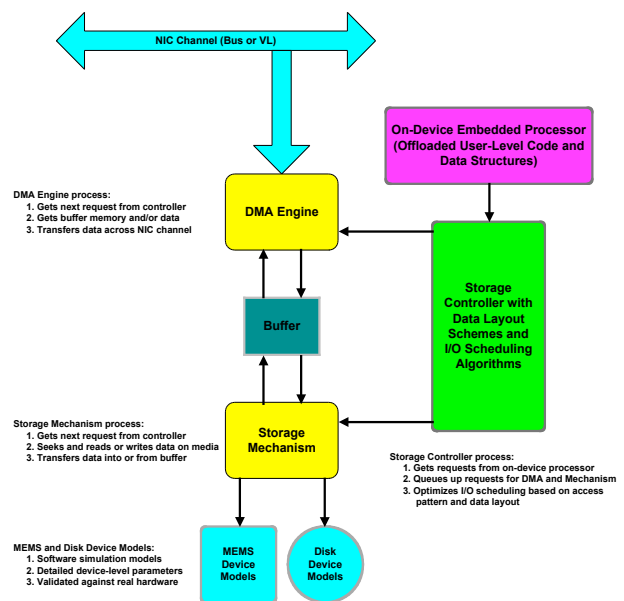 NIC Channel (Bus or VL)
On-Device Embedded Processor
(Offloaded User-Level Code and
Data Structures)
DMA Engine process:
1. Gets next request from controller
2. Gets buffer memory and/or data
3. Transfers data across NIC channel
DMA Engine
Storage
Controller with
Data Layout
Schemes and
I/O Scheduling
Algorithms
Buffer
Storage Mechanism process:
1. Gets next request from controller
2. Seeks and reads or writes data on media
3. Transfers data into or from buffer
Storage
Mechanism
Storage Controller process:
1. Gets requests from on-device processor
2. Queues up requests for DMA and Mechanism
3. Optimizes I/O scheduling based on access
pattern and data layout
MEMS and Disk Device Models:
1. Software simulation models
2. Detailed device-level parameters
3. Validated against real hardware
MEMS
Device
Models
Disk
Device
Models